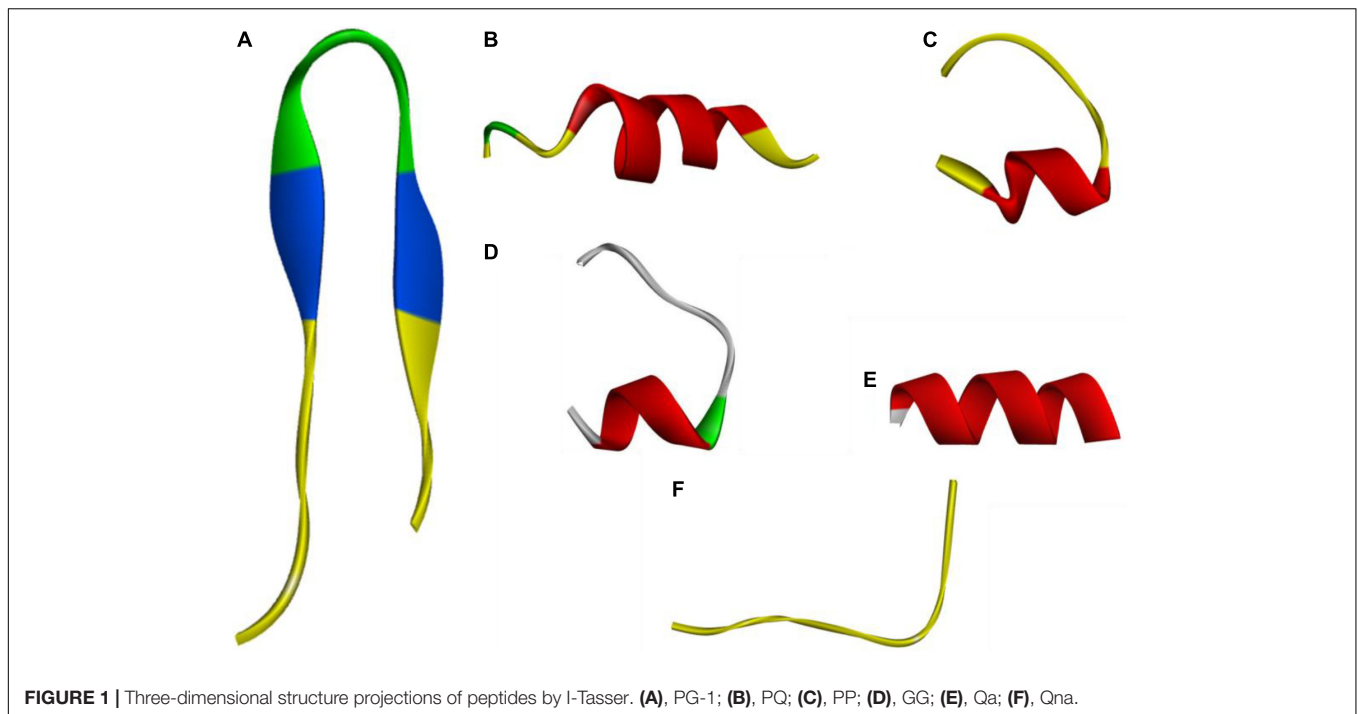 A
B
C
D
E
F
FIGURE 1 | Three-dimensional structure projections of peptides by I-Tasser. (A), PG-1; (B), PQ; (C), PP; (D), GG; (E), Qa; (F), Qna.